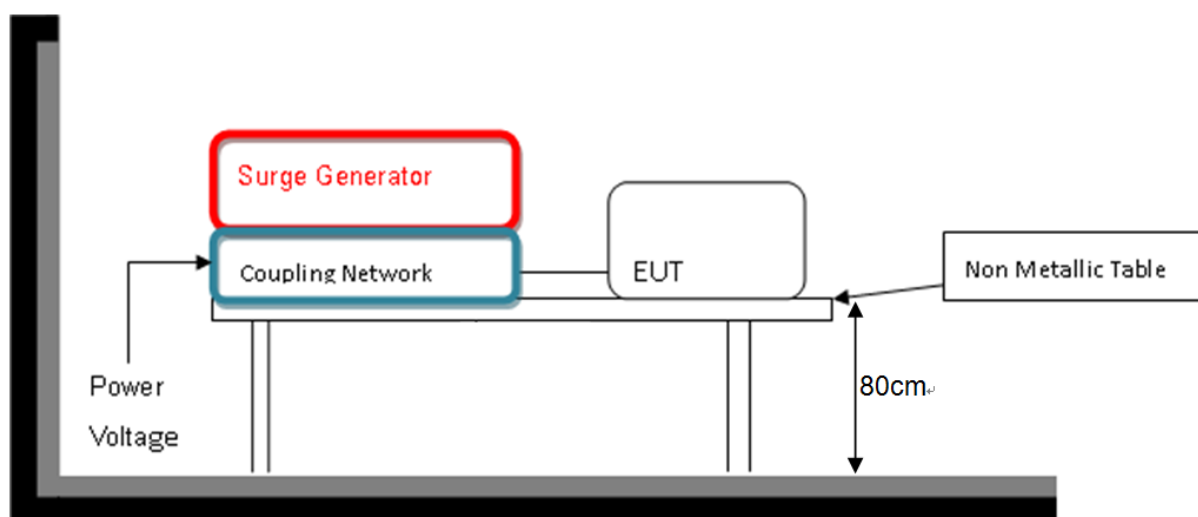 Surge Generator
Coupling Network
EUT
Non Metallic Table
Power
Voltage
80cm